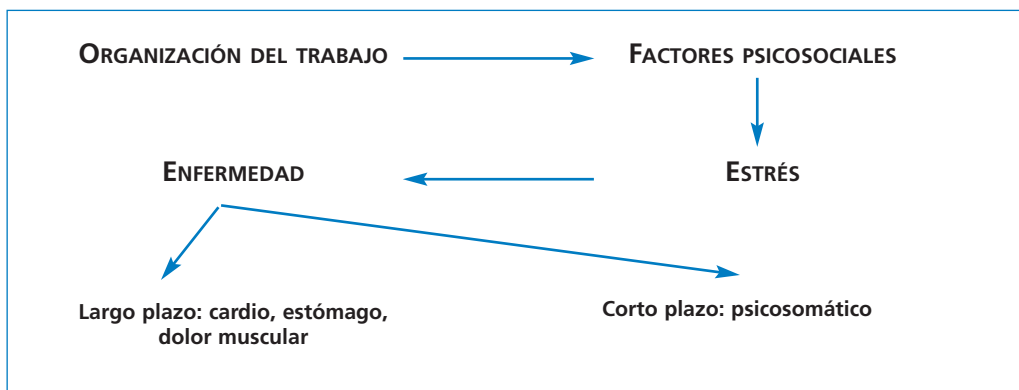 ORGANIZACIÓN DEL TRABAJO
FACTORES PSICOSOCIALES
ENFERMEDAD
ESTRÉS
Largo plazo: cardio, estómago,
dolor muscular
Corto plazo: psicosomático